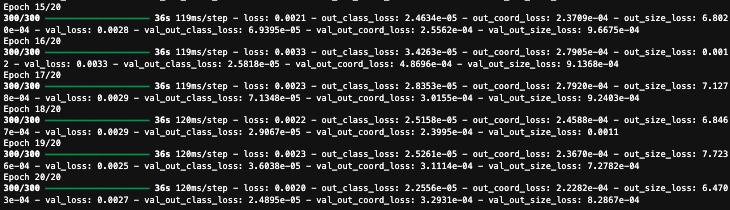 Epoch 15/20
300/300 ━━━━━━━━━━━━━━━━━━━━ 36s 119ms/step - loss: 0.0021 - out_class_loss: 2.4634e-05 - out_coord_loss: 2.3709e-04 - out_size_loss: 6.802
0e-04 - val_loss: 0.0028 - val_out_class_loss: 6.9395e-05 - val_out_coord_loss: 2.5562e-04 - val_out_size_loss: 9.6675e-04
Epoch 16/20
300/300 ━━━━━━━━━━━━━━━━━━━━ 36s 119ms/step - loss: 0.0033 - out_class_loss: 3.4263e-05 - out_coord_loss: 2.7905e-04 - out_size_loss: 0.001
2 - val_loss: 0.0033 - val_out_class_loss: 2.5818e-05 - val_out_coord_loss: 4.8696e-04 - val_out_size_loss: 9.1368e-04
Epoch 17/20
300/300 ━━━━━━━━━━━━━━━━━━━━ 36s 119ms/step - loss: 0.0023 - out_class_loss: 2.8353e-05 - out_coord_loss: 2.7920e-04 - out_size_loss: 7.127
8e-04 - val_loss: 0.0029 - val_out_class_loss: 7.1348e-05 - val_out_coord_loss: 3.0155e-04 - val_out_size_loss: 9.2403e-04
Epoch 18/20
300/300 ━━━━━━━━━━━━━━━━━━━━ 36s 120ms/step - loss: 0.0022 - out_class_loss: 2.5158e-05 - out_coord_loss: 2.4588e-04 - out_size_loss: 6.846
7e-04 - val_loss: 0.0029 - val_out_class_loss: 2.9067e-05 - val_out_coord_loss: 2.3995e-04 - val_out_size_loss: 0.0011
Epoch 19/20
300/300 ━━━━━━━━━━━━━━━━━━━━ 36s 120ms/step - loss: 0.0023 - out_class_loss: 2.5261e-05 - out_coord_loss: 2.3670e-04 - out_size_loss: 7.723
6e-04 - val_loss: 0.0025 - val_out_class_loss: 3.6038e-05 - val_out_coord_loss: 3.1114e-04 - val_out_size_loss: 7.2782e-04
Epoch 20/20
300/300 ━━━━━━━━━━━━━━━━━━━━ 36s 120ms/step - loss: 0.0020 - out_class_loss: 2.2556e-05 - out_coord_loss: 2.2282e-04 - out_size_loss: 6.470
3e-04 - val_loss: 0.0027 - val_out_class_loss: 2.4895e-05 - val_out_coord_loss: 3.2931e-04 - val_out_size_loss: 8.2867e-04